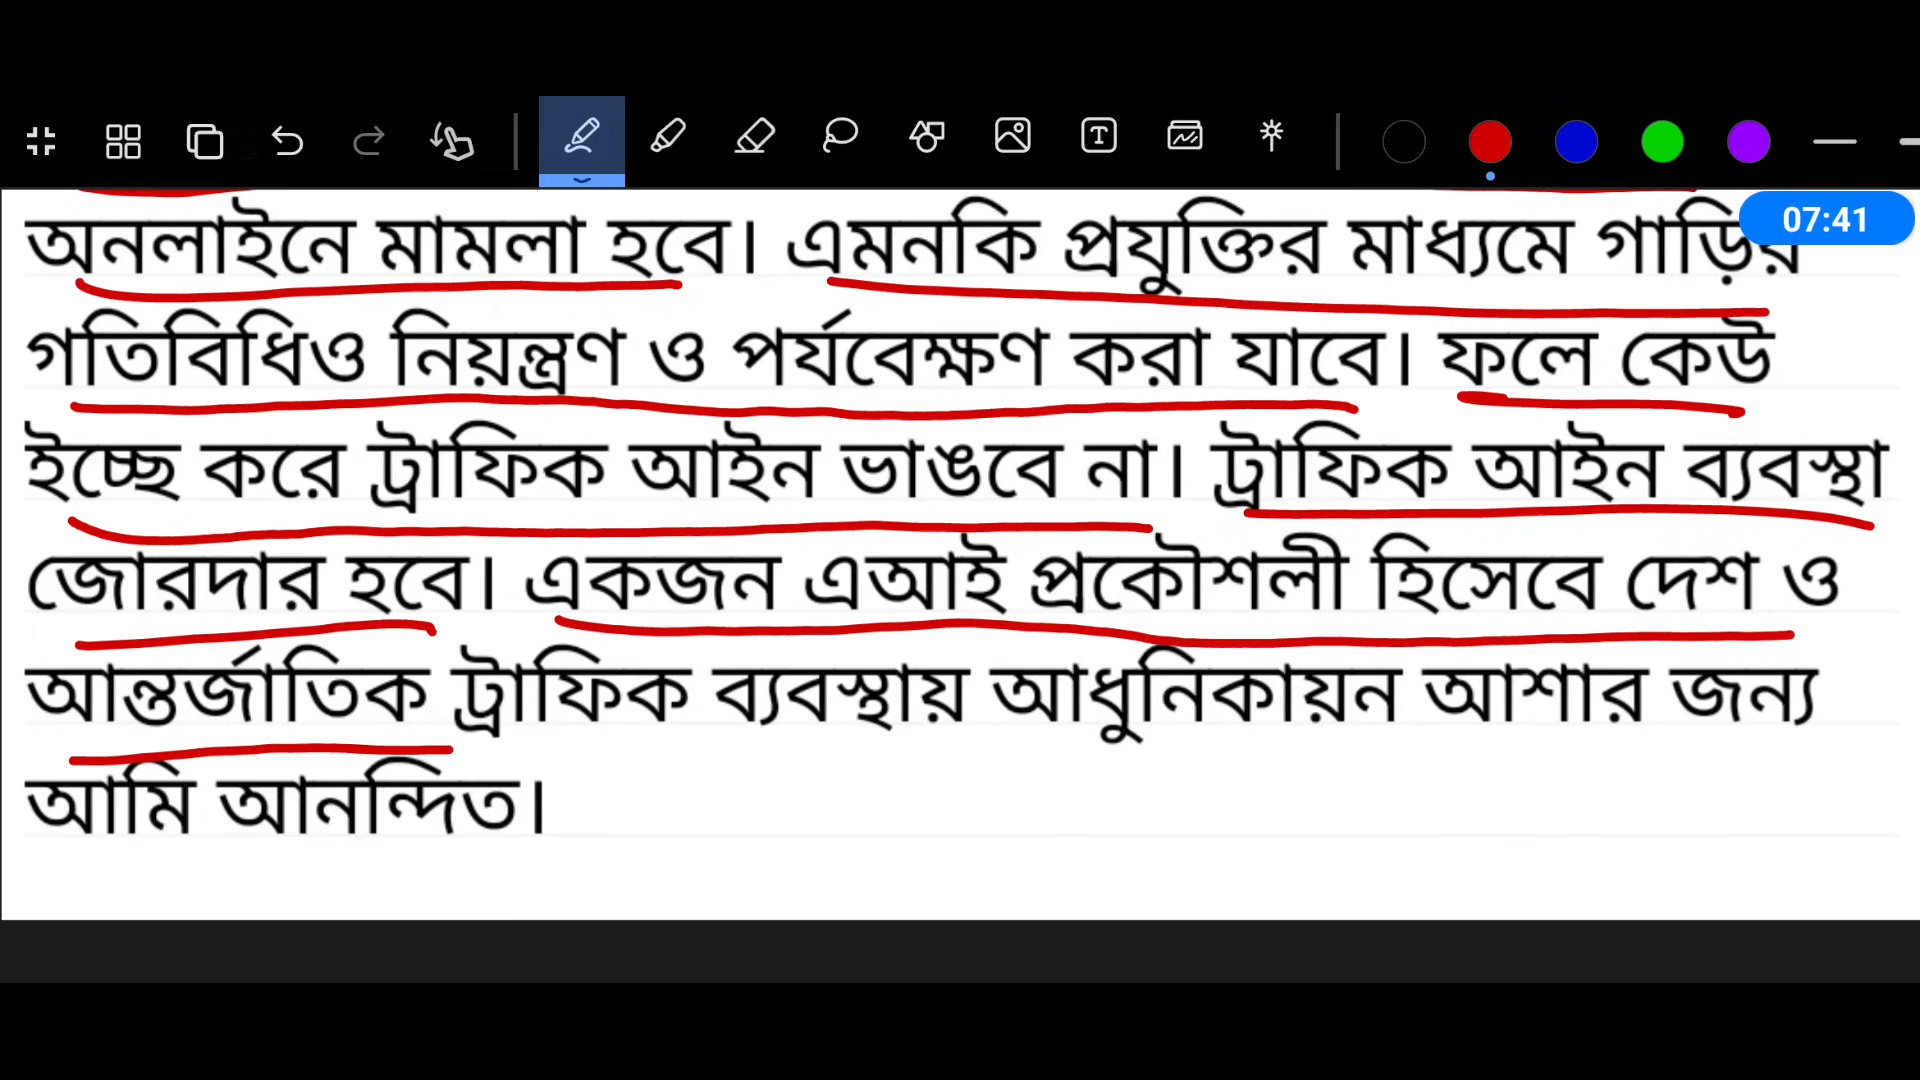 07:41
অনলাইনে মামলা হবে। এমনকি প্রযুক্তির মাধ্যমে গাড়ির
গতিবিধিও নিয়ন্ত্রণ ও পর্যবেক্ষণ করা যাবে। ফলে কেউ
ইচ্ছে করে ট্রাফিক আইন ভাঙবে না। ট্রাফিক আইন ব্যবস্থা
জোরদার হবে। একজন এআই প্রকৌশলী হিসেবে দেশ ও
আন্তর্জাতিক ট্রাফিক ব্যবস্থায় আধুনিকায়ন আশার জন্য
আমি আনন্দিত।